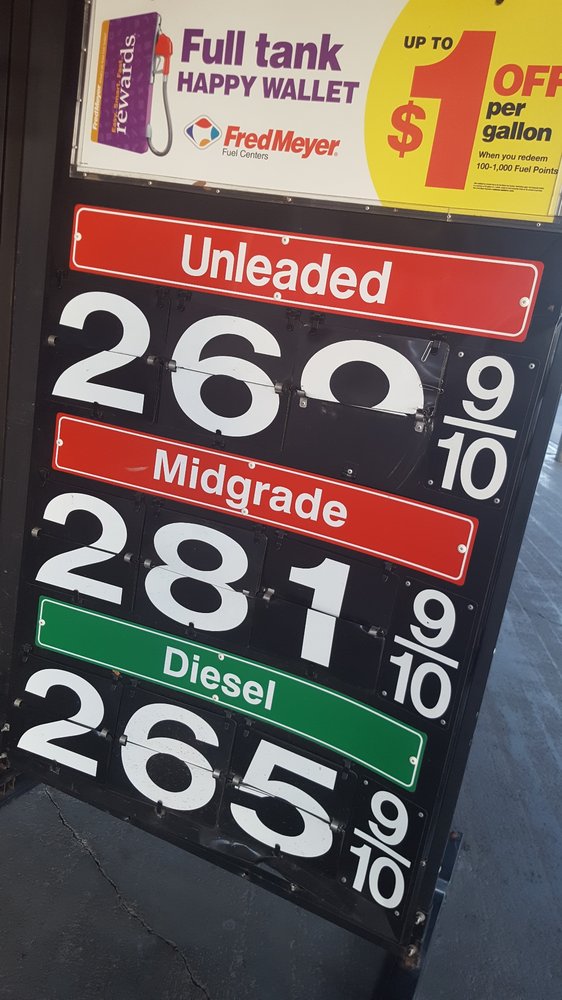 FredMeyer
rewards
Full tank
HAPPY WALLET
FredMeyer
Fuel Centers
UP TO
$1 OFF
per
gallon
When you redeem
100-1,000 Fuel Points
Unleaded
26 9/10
Midgrade
281 9/10
Diesel
265 9/10